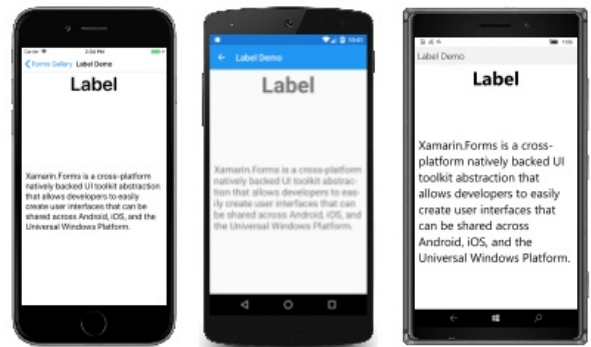 Carrier 2:04 PM
Forms Gallery Label Demo
Label
Xamarin.Forms is a cross-platform
natively backed UI toolkit abstraction
that allows developers to easily
create user interfaces that can be
shared across Android, iOS, and the
Universal Windows Platform.
Label Demo
Label
Xamarin.Forms is a cross-platform
natively backed UI toolkit abstrac-
tion that allows developers to eas-
ily create user interfaces that can
be shared across Android, iOS, and
the Universal Windows Platform.
Label Demo
Label
Xamarin.Forms is a cross-
platform natively backed UI
toolkit abstraction that
allows developers to easily
create user interfaces that
can be shared across
Android, iOS, and the
Universal Windows Platform.